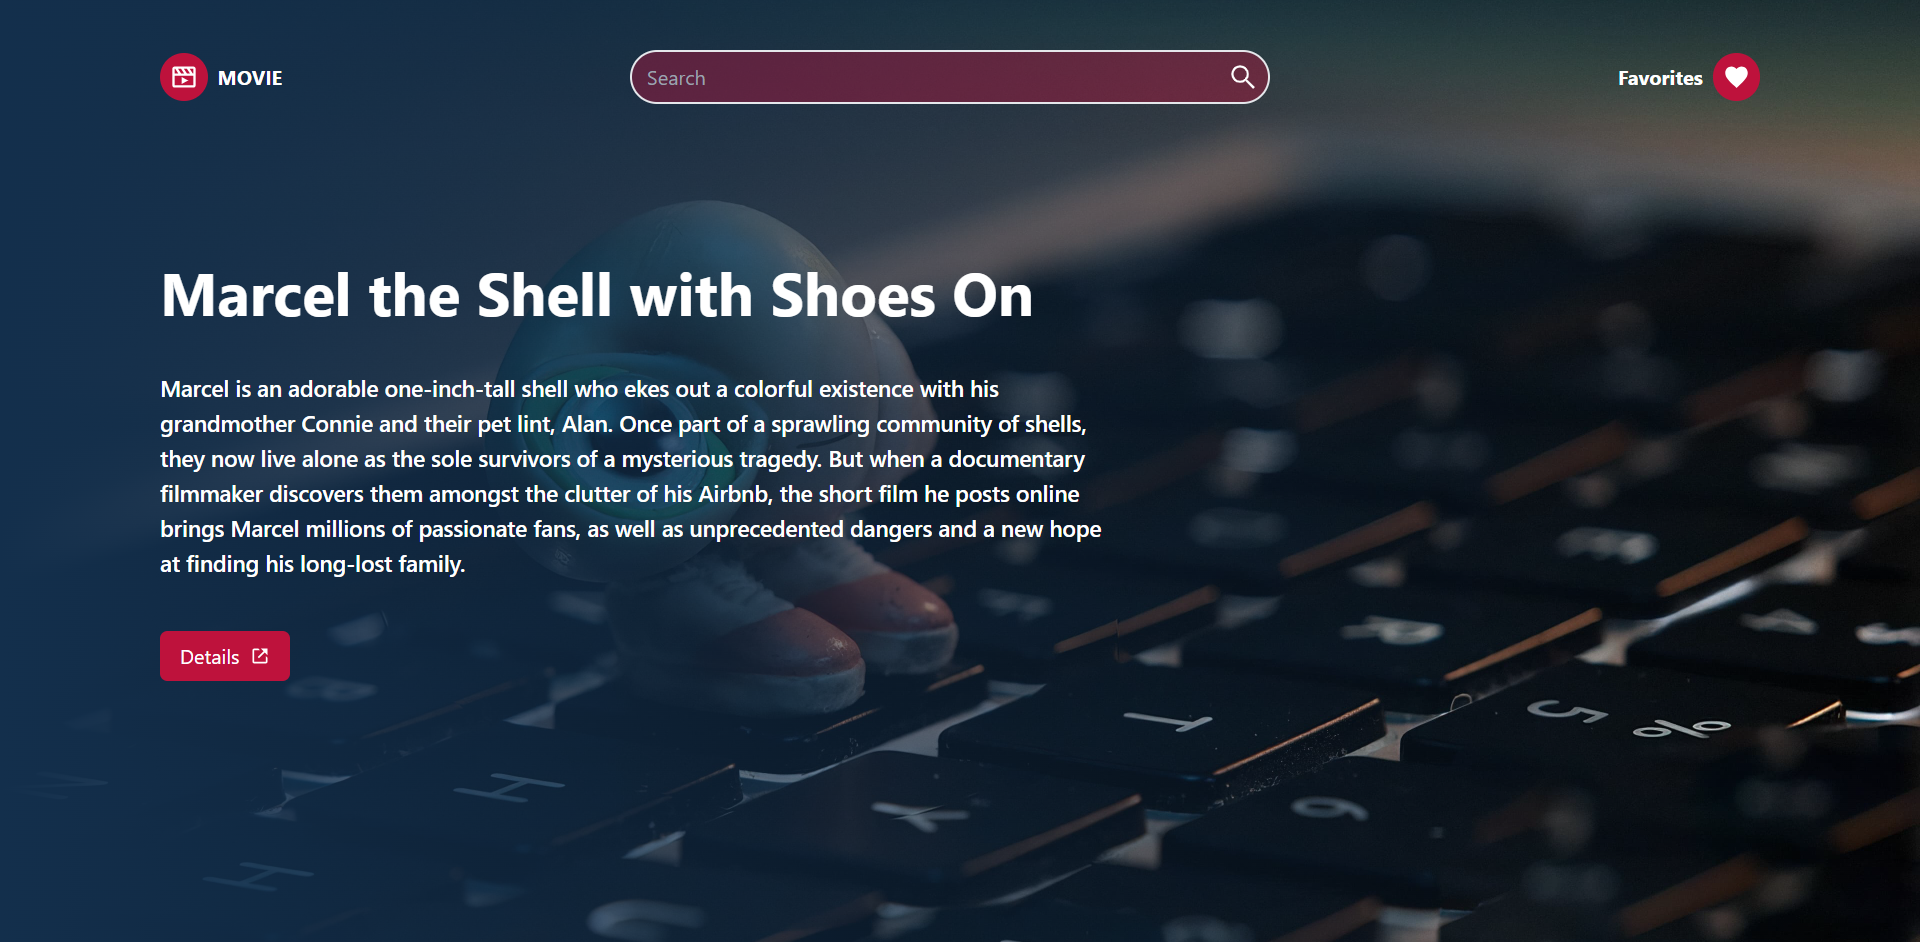 MOVIE
Search
Favorites
Marcel the Shell with Shoes On
Marcel is an adorable one-inch-tall shell who ekes out a colorful existence with his
grandmother Connie and their pet lint, Alan. Once part of a sprawling community of shells,
they now live alone as the sole survivors of a mysterious tragedy. But when a documentary
filmmaker discovers them amongst the clutter of his Airbnb, the short film he posts online
brings Marcel millions of passionate fans, as well as unprecedented dangers and a new hope
at finding his long-lost family.
Details
T
5 %
H
Y
6
H